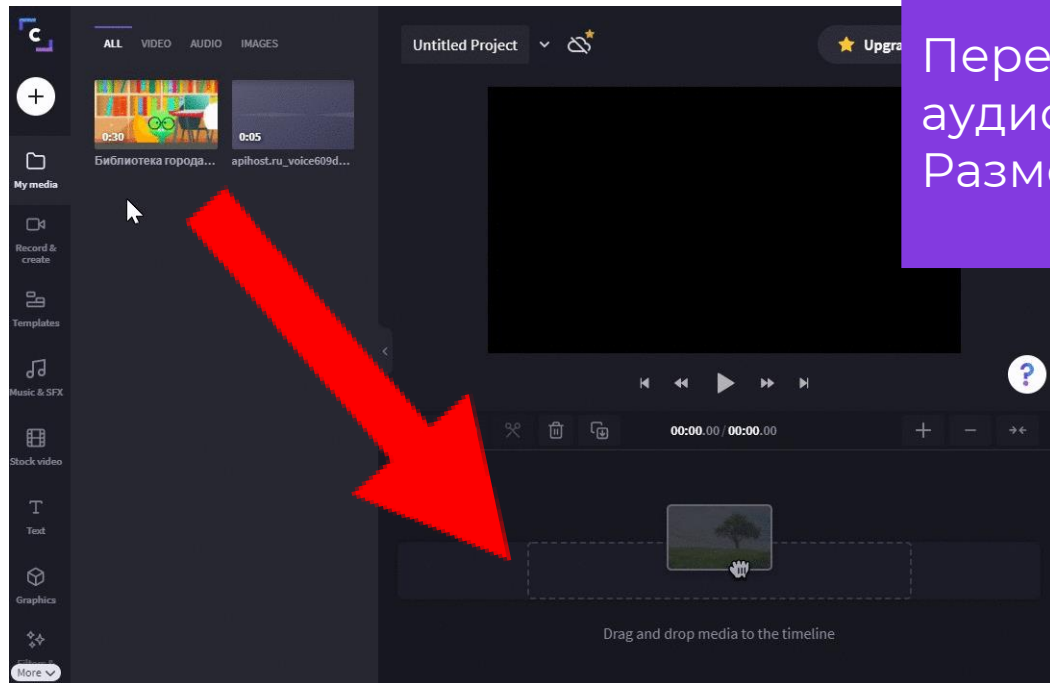 C
ALL VIDEO AUDIO IMAGES
Untitled Project
Upgra
Пере
аудио
Разм
0:30
0:05
Библиотека города...
apihost.ru_voice609d...
My media
Record &
create
Templates
Music & SFX
Stock video
Text
Graphics
More
?
00:00.00 / 00:00.00
Drag and drop media to the timeline